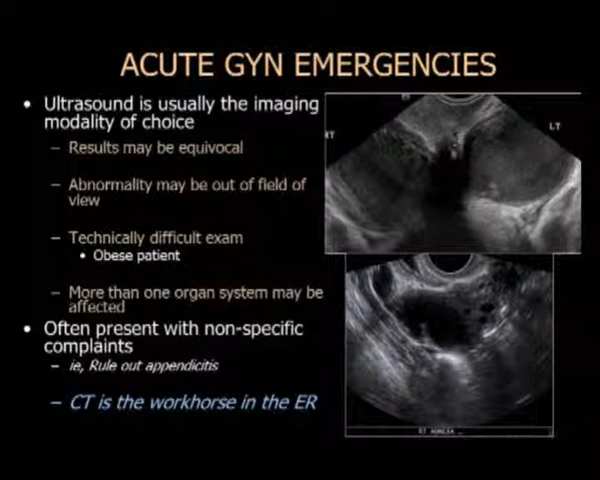 ACUTE GYN EMERGENCIES
• Ultrasound is usually the imaging
modality of choice
– Results may be equivocal
– Abnormality may be out of field of
view
– Technically difficult exam
• Obese patient
– More than one organ system may be
affected
• Often present with non-specific
complaints
– ie, Rule out appendicitis
– CT is the workhorse in the ER
RT
LT
RT ADNEXA